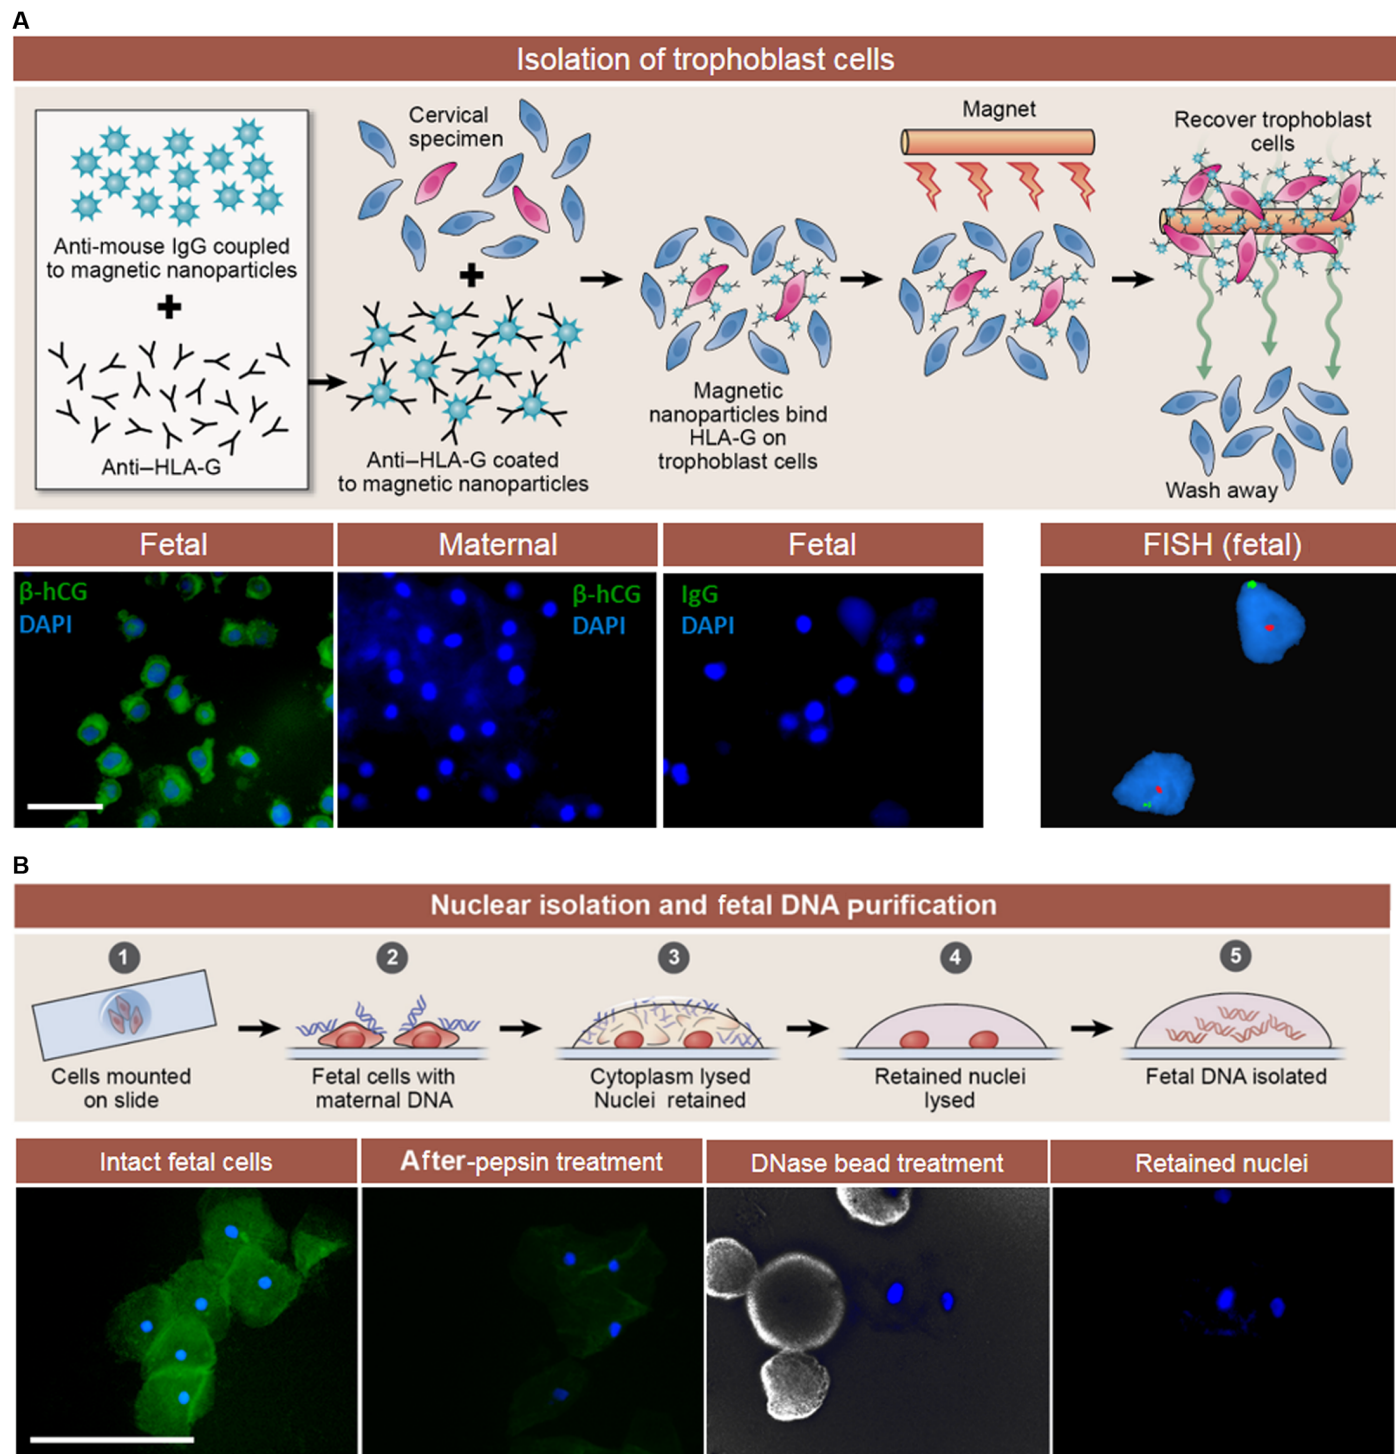 A
Isolation of trophoblast cells
Anti-mouse IgG coupled
to magnetic nanoparticles
+
Anti–HLA-G
Cervical
specimen
+
Anti–HLA-G coated
to magnetic nanoparticles
Magnetic
nanoparticles bind
HLA-G on
trophoblast cells
Magnet
Recover trophoblast
cells
Wash away
Fetal
Maternal
Fetal
FISH (fetal)
β-hCG
DAPI
β-hCG
DAPI
IgG
DAPI
B
Nuclear isolation and fetal DNA purification
1
2
3
4
5
Cells mounted
on slide
Fetal cells with
maternal DNA
Cytoplasm lysed
Nuclei retained
Retained nuclei
lysed
Fetal DNA isolated
Intact fetal cells
After-pepsin treatment
DNase bead treatment
Retained nuclei